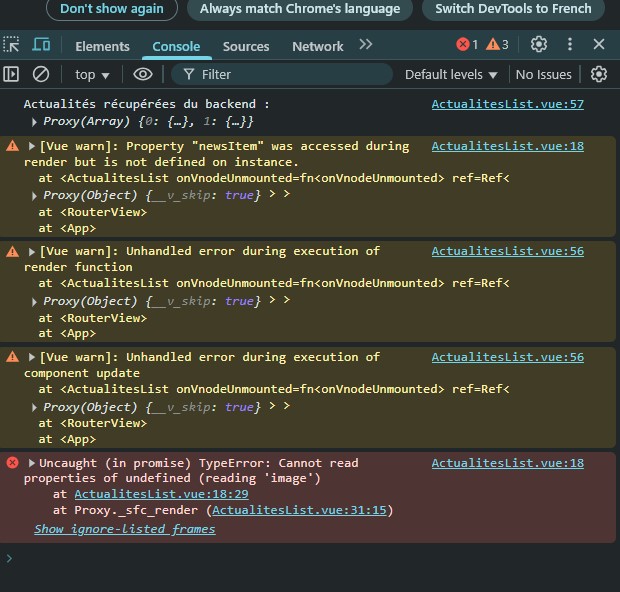 Don't show again Always match Chrome's language Switch DevTools to French
Elements Console Sources Network 1 3
top Filter Default levels No Issues
Actualités récupérées du backend : ActualitesList.vue:57
Proxy(Array) {0: {…}, 1: {…}}
[Vue warn]: Property "newsItem" was accessed during ActualitesList.vue:18
render but is not defined on instance.
at <ActualitesList onVnodeUnmounted=fn<onVnodeUnmounted> ref=Ref<
Proxy(Object) {__v_skip: true} > >
at <RouterView>
at <App>
[Vue warn]: Unhandled error during execution of ActualitesList.vue:56
render function
at <ActualitesList onVnodeUnmounted=fn<onVnodeUnmounted> ref=Ref<
Proxy(Object) {__v_skip: true} > >
at <RouterView>
at <App>
[Vue warn]: Unhandled error during execution of ActualitesList.vue:56
component update
at <ActualitesList onVnodeUnmounted=fn<onVnodeUnmounted> ref=Ref<
Proxy(Object) {__v_skip: true} > >
at <RouterView>
at <App>
Uncaught (in promise) TypeError: Cannot read ActualitesList.vue:18
properties of undefined (reading 'image')
at ActualitesList.vue:18:29
at Proxy._sfc_render (ActualitesList.vue:31:15)
Show ignore-listed frames